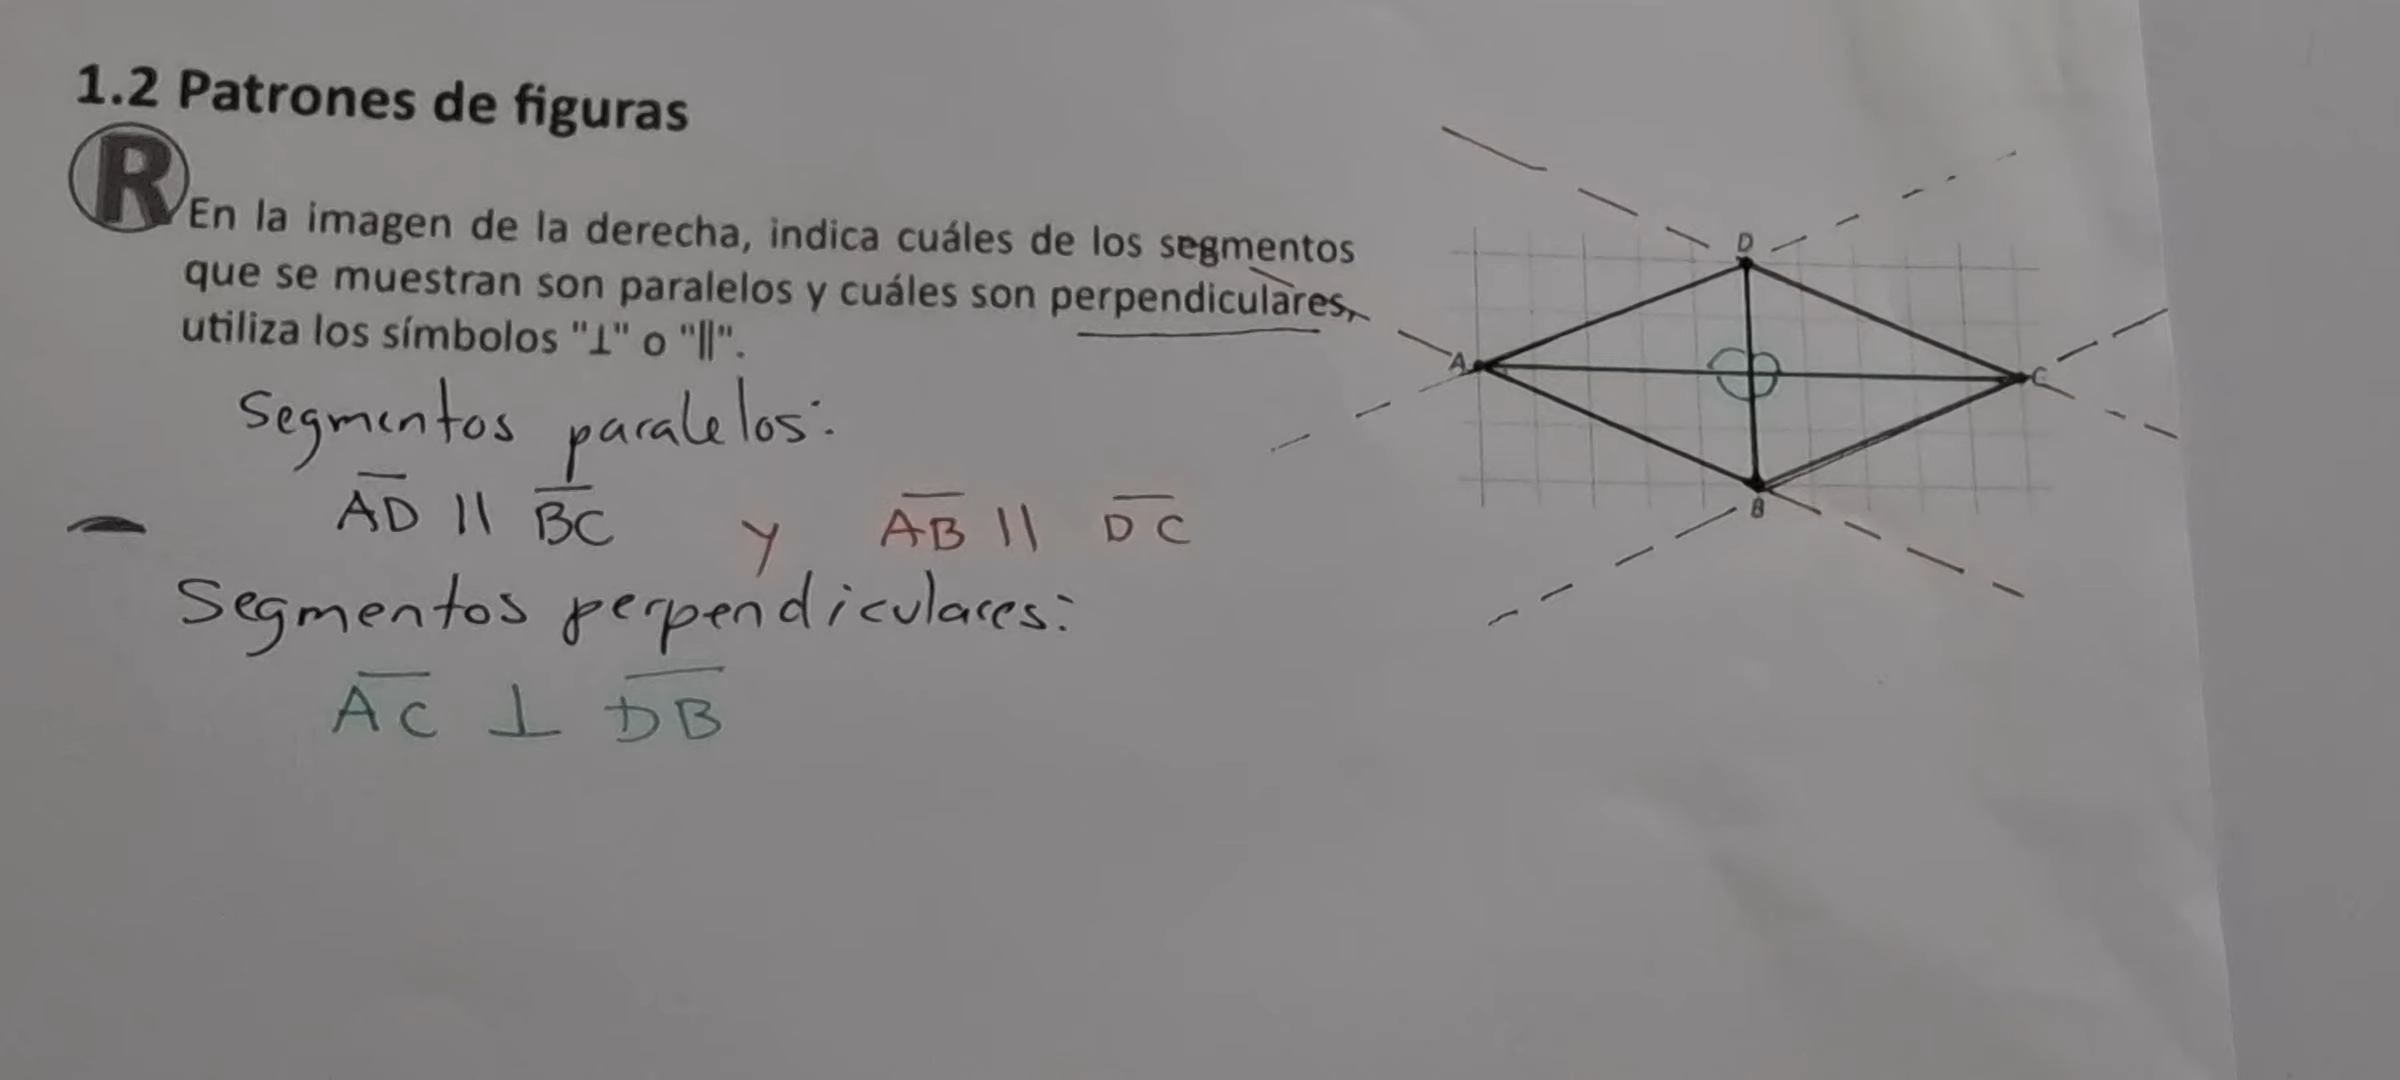 1.2 Patrones de figuras
R
En la imagen de la derecha, indica cuáles de los segmentos
que se muestran son paralelos y cuáles son perpendiculares,
utiliza los símbolos "⊥" o "||".
Segmentos paralelos:
A̅D̅ || B̅C̅ y A̅B̅ || D̅C̅
Segmentos perpendiculares:
A̅C̅ ⊥ D̅B̅
D
A
C
B